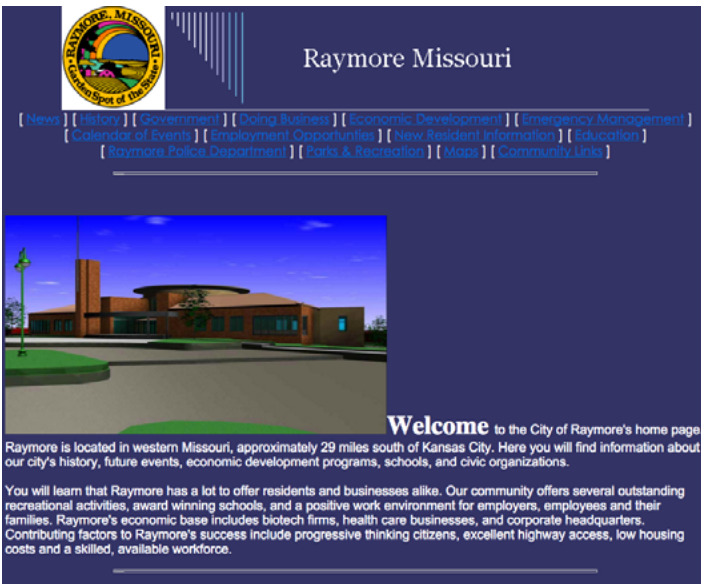 RAYMORE, MISSOURI
Garden Spot of the State
Raymore Missouri
[ News ] [ History ] [ Government ] [ Doing Business ] [ Economic Development ] [ Emergency Management ]
[ Calendar of Events ] [ Employment Opportunties ] [ New Resident Information ] [ Education ]
[ Raymore Police Department ] [ Parks & Recreation ] [ Maps ] [ Community Links ]
Welcome to the City of Raymore's home page
Raymore is located in western Missouri, approximately 29 miles south of Kansas City. Here you will find information about
our city's history, future events, economic development programs, schools, and civic organizations.
You will learn that Raymore has a lot to offer residents and businesses alike. Our community offers several outstanding
recreational activities, award winning schools, and a positive work environment for employers, employees and their
families. Raymore's economic base includes biotech firms, health care businesses, and corporate headquarters.
Contributing factors to Raymore's success include progressive thinking citizens, excellent highway access, low housing
costs and a skilled, available workforce.